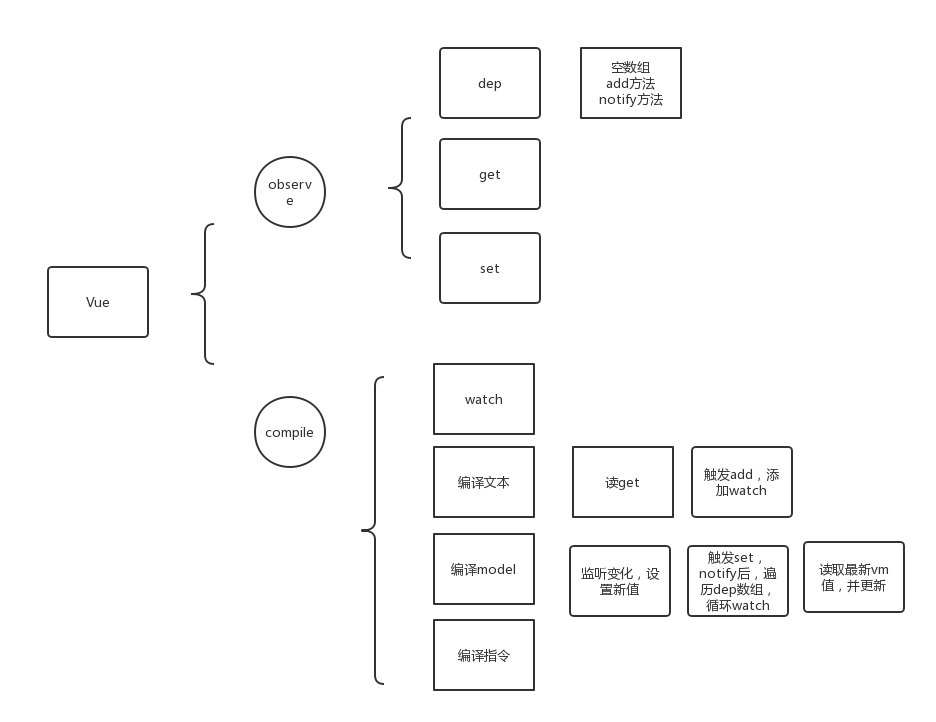 dep
空数组
add方法
notify方法
get
observ
e
set
Vue
watch
compile
编译文本
读get
触发add，添
加watch
编译model
监听变化，设
置新值
触发set，
notify后，遍
历dep数组，
循环watch
读取最新vm
值，并更新
编译指令